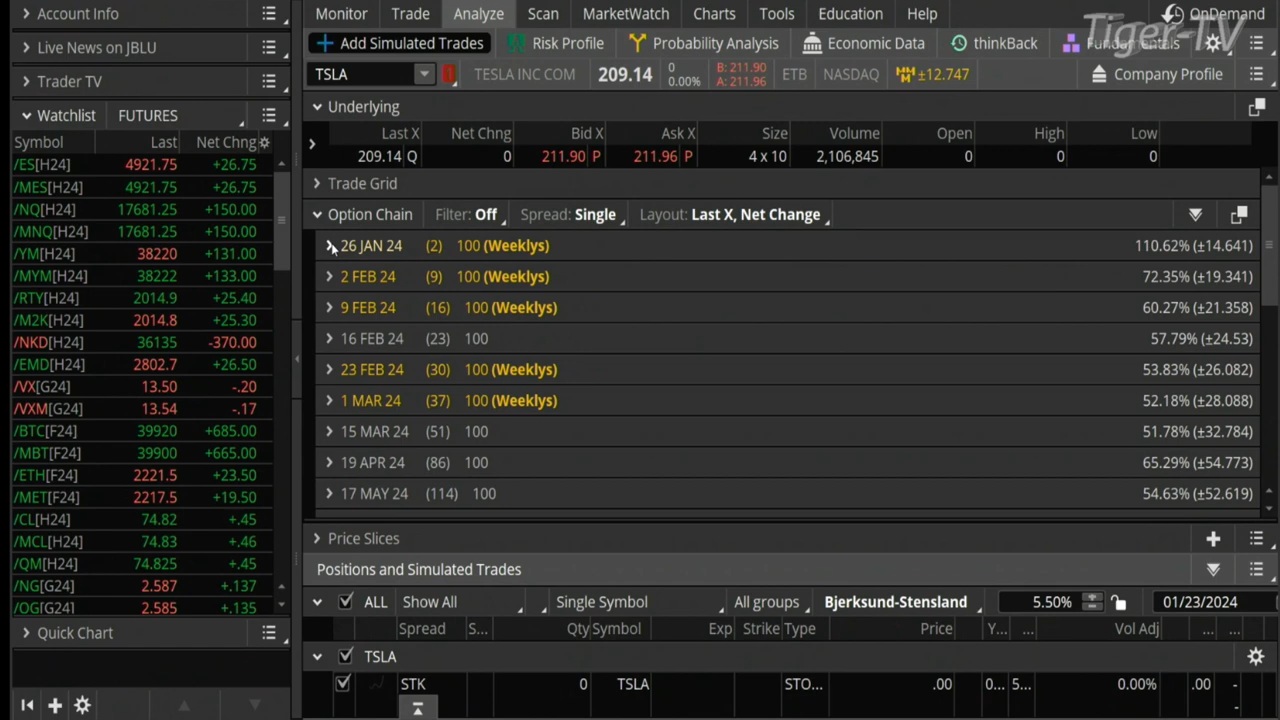 Account Info
Live News on JBLU
Trader TV
Watchlist FUTURES
Symbol Last Net Chng
/ES[H24] 4921.75 +26.75
/MES[H24] 4921.75 +26.75
/NQ[H24] 17681.25 +150.00
/MNQ[H24] 17681.25 +150.00
/YM[H24] 38220 +131.00
/MYM[H24] 38222 +133.00
/RTY[H24] 2014.9 +25.40
/M2K[H24] 2014.8 +25.30
/NKD[H24] 36135 -370.00
/EMD[H24] 2802.7 +26.50
/VX[G24] 13.50 -.20
/VXM[G24] 13.54 -.17
/BTC[F24] 39920 +685.00
/MBT[F24] 39900 +665.00
/ETH[F24] 2221.5 +23.50
/MET[F24] 2217.5 +19.50
/CL[H24] 74.82 +.45
/MCL[H24] 74.83 +.46
/QM[H24] 74.825 +.45
/NG[G24] 2.587 +.137
/QG[G24] 2.585 +.135
Quick Chart
Monitor Trade Analyze Scan MarketWatch Charts Tools Education Help OnDemand
Tiger-TV
Add Simulated Trades Risk Profile Probability Analysis Economic Data thinkBack Fundamentals
TSLA TESLA INC COM 209.14 0 0.00% B: 211.90 A: 211.96 ETB NASDAQ ±12.747 Company Profile
Underlying
Last X Net Chng Bid X Ask X Size Volume Open High Low
209.14 Q 0 211.90 P 211.96 P 4 x 10 2,106,845 0 0 0
Trade Grid
Option Chain Filter: Off Spread: Single Layout: Last X, Net Change
26 JAN 24 (2) 100 (Weeklys) 110.62% (±14.641)
2 FEB 24 (9) 100 (Weeklys) 72.35% (±19.341)
9 FEB 24 (16) 100 (Weeklys) 60.27% (±21.358)
16 FEB 24 (23) 100 57.79% (±24.53)
23 FEB 24 (30) 100 (Weeklys) 53.83% (±26.082)
1 MAR 24 (37) 100 (Weeklys) 52.18% (±28.088)
15 MAR 24 (51) 100 51.78% (±32.784)
19 APR 24 (86) 100 65.29% (±54.773)
17 MAY 24 (114) 100 54.63% (±52.619)
Price Slices
Positions and Simulated Trades
ALL Show All Single Symbol All groups Bjerksund-Stensland 5.50% 01/23/2024
Spread S... Qty Symbol Exp Strike Type Price Y... ... Vol Adj ... ...
TSLA
STK 0 TSLA STO... .00 0... 5... 0.00% .00 -
-